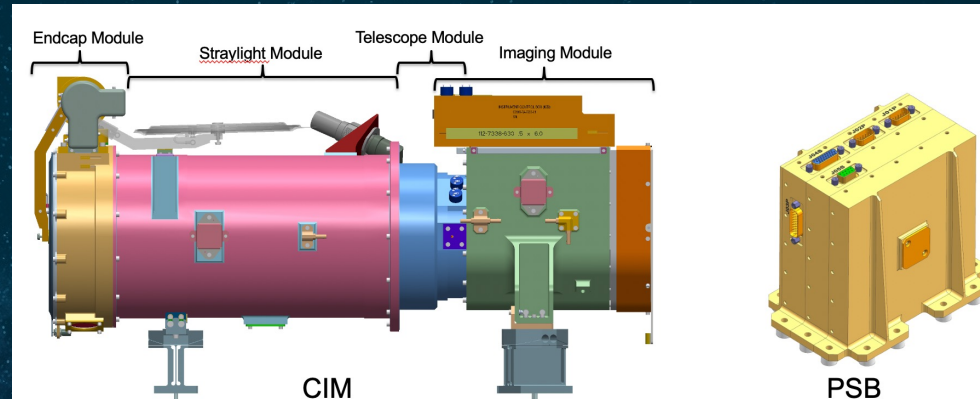 Endcap Module
Straylight Module
Telescope Module
Imaging Module
CIM
PSB